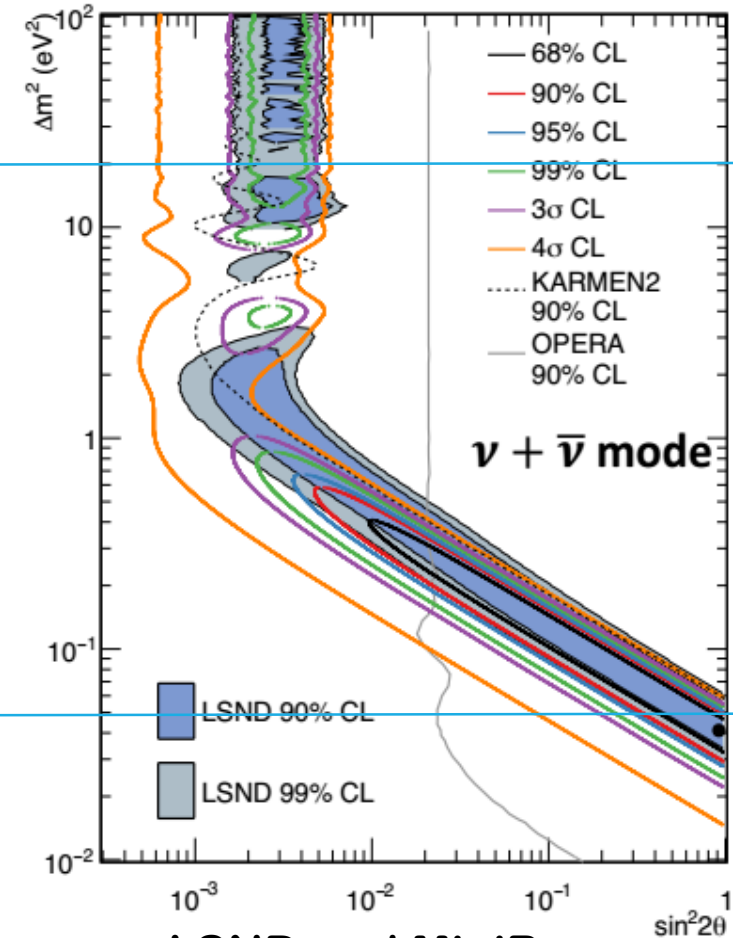 10²
Δm² (eV²)
68% CL
90% CL
95% CL
99% CL
3σ CL
4σ CL
KARMEN2
90% CL
OPERA
90% CL
10
1
ν + ν̅ mode
10⁻¹
LSND 90% CL
LSND 99% CL
10⁻²
10⁻³ 10⁻² 10⁻¹ 1
sin²2θ